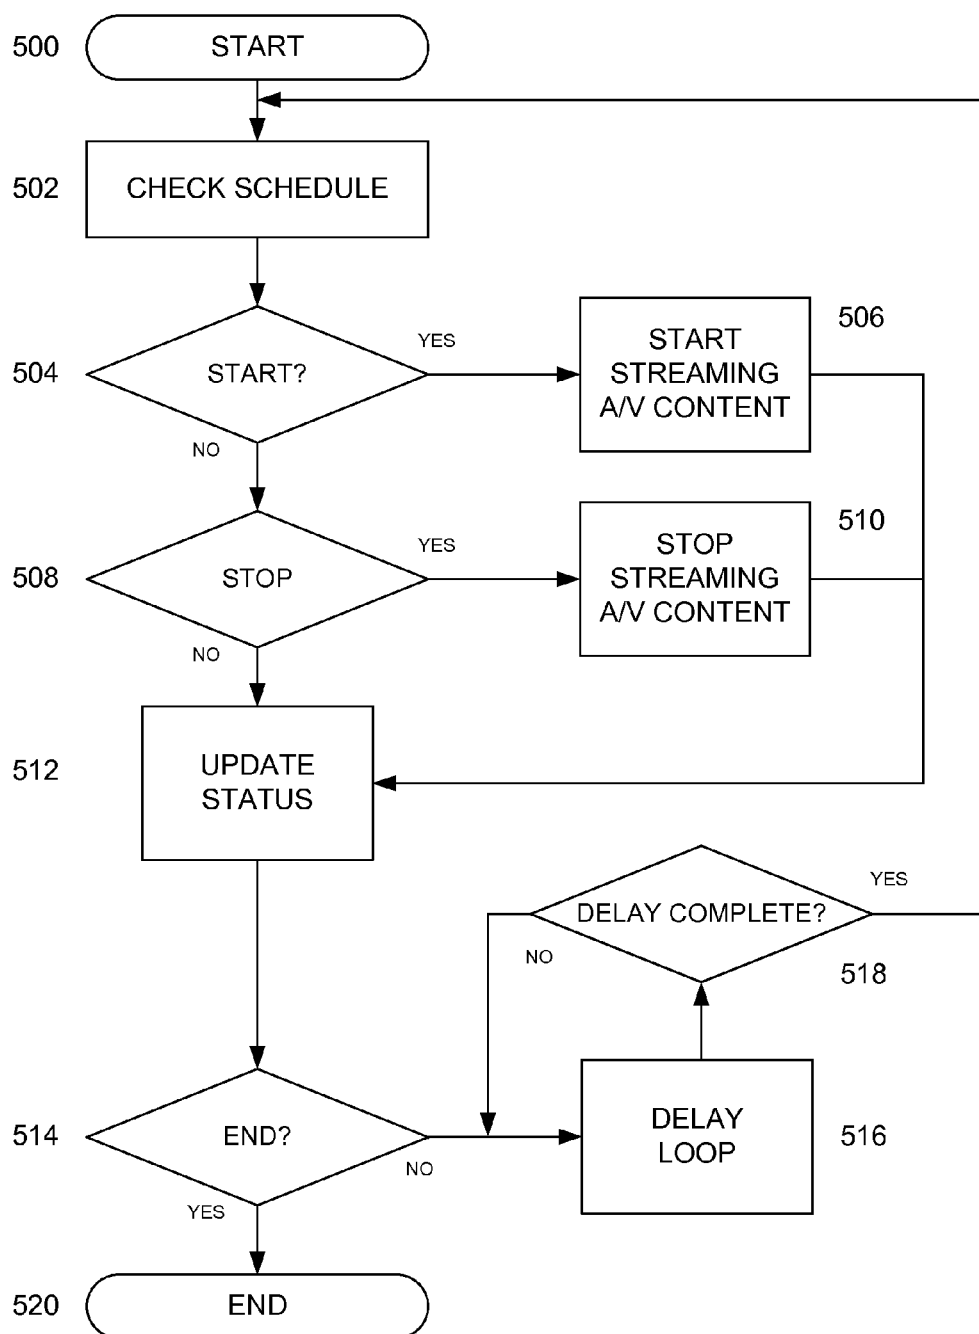 500
START
502
CHECK SCHEDULE
504
START?
YES
NO
START
STREAMING
A/V CONTENT
506
508
STOP
YES
NO
STOP
STREAMING
A/V CONTENT
510
512
UPDATE
STATUS
DELAY COMPLETE?
YES
NO
518
514
END?
NO
YES
DELAY
LOOP
516
520
END